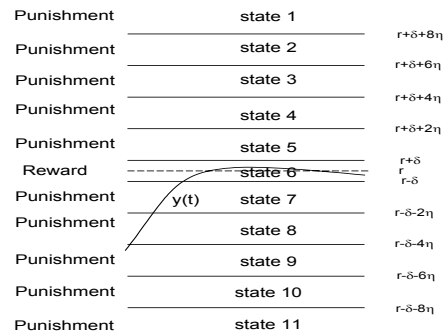 Punishment state 1
r+δ+8η
Punishment state 2
r+δ+6η
Punishment state 3
r+δ+4η
Punishment state 4
r+δ+2η
Punishment state 5
r+δ
Reward state 6 r
r-δ
Punishment y(t) state 7
r-δ-2η
Punishment state 8
r-δ-4η
Punishment state 9
r-δ-6η
Punishment state 10
r-δ-8η
Punishment state 11